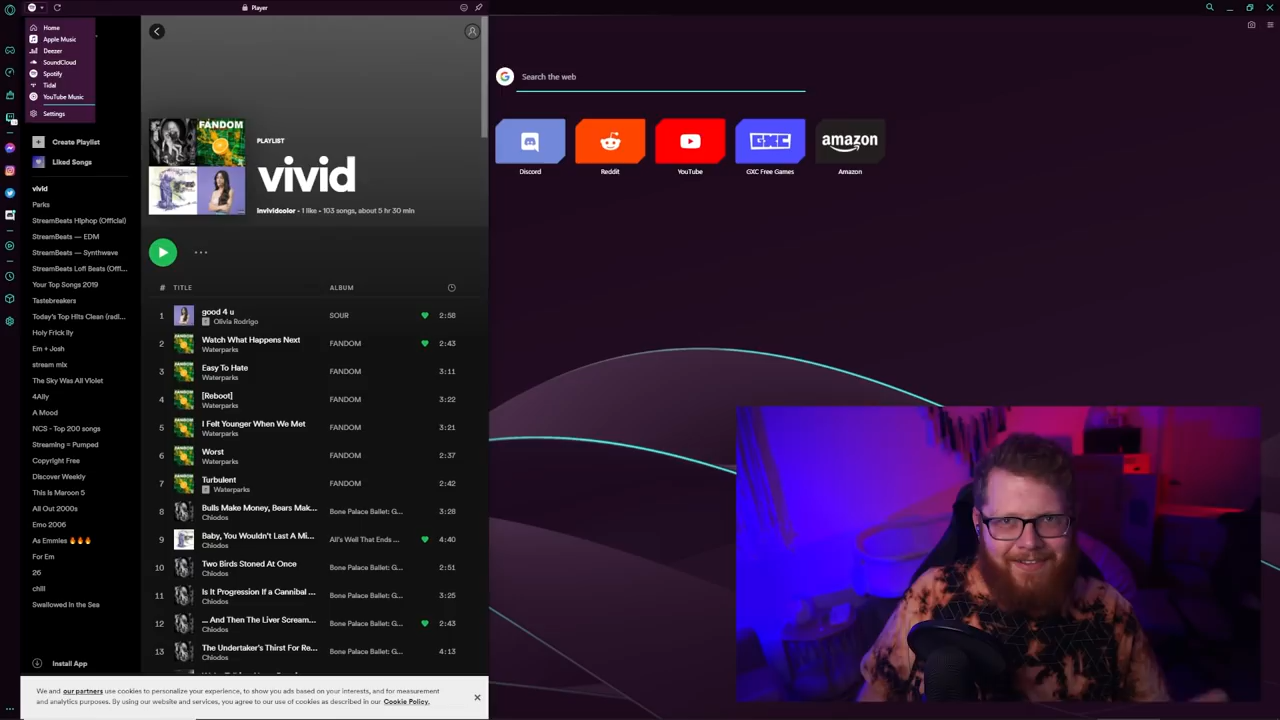 Player
Home
Apple Music
Deezer
SoundCloud
Spotify
Tidal
YouTube Music
Settings
Create Playlist
Liked Songs
vivid
Parks
StreamBeats Hiphop (Official)
StreamBeats — EDM
StreamBeats — Synthwave
StreamBeats Lofi Beats (Offi...
Your Top Songs 2019
Tastebreakers
Today's Top Hits Clean (radi...
Holy Frick lly
Em + Josh
stream mix
The Sky Was All Violet
4Ally
A Mood
NCS - Top 200 songs
Streaming = Pumped
Copyright Free
Discover Weekly
This Is Maroon 5
All Out 2000s
Emo 2006
As Emmies 🔥🔥🔥
For Em
26
chill
Swallowed In the Sea
Install App
FANDOM
PLAYLIST
vivid
invividcolor • 1 like • 103 songs, about 5 hr 30 min
# TITLE ALBUM
1 good 4 u SOUR 2:58
E Olivia Rodrigo
2 Watch What Happens Next FANDOM 2:43
Waterparks
3 Easy To Hate FANDOM 3:11
Waterparks
4 [Reboot] FANDOM 3:22
Waterparks
5 I Felt Younger When We Met FANDOM 3:21
Waterparks
6 Worst FANDOM 2:37
Waterparks
7 Turbulent FANDOM 2:42
E Waterparks
8 Bulls Make Money, Bears Mak... Bone Palace Ballet: G... 3:28
Chiodos
9 Baby, You Wouldn't Last A Mi... All's Well That Ends ... 4:40
Chiodos
10 Two Birds Stoned At Once Bone Palace Ballet: G... 2:51
Chiodos
11 Is It Progression If a Cannibal ... Bone Palace Ballet: G... 3:25
Chiodos
12 ... And Then The Liver Scream... Bone Palace Ballet: G... 2:43
Chiodos
13 The Undertaker's Thirst For Re... Bone Palace Ballet: G... 4:13
Chiodos
We and our partners use cookies to personalize your experience, to show you ads based on your interests, and for measurement
and analytics purposes. By using our website and services, you agree to our use of cookies as described in our Cookie Policy.
Search the web
GXC
amazon
Discord
Reddit
YouTube
GXC Free Games
Amazon